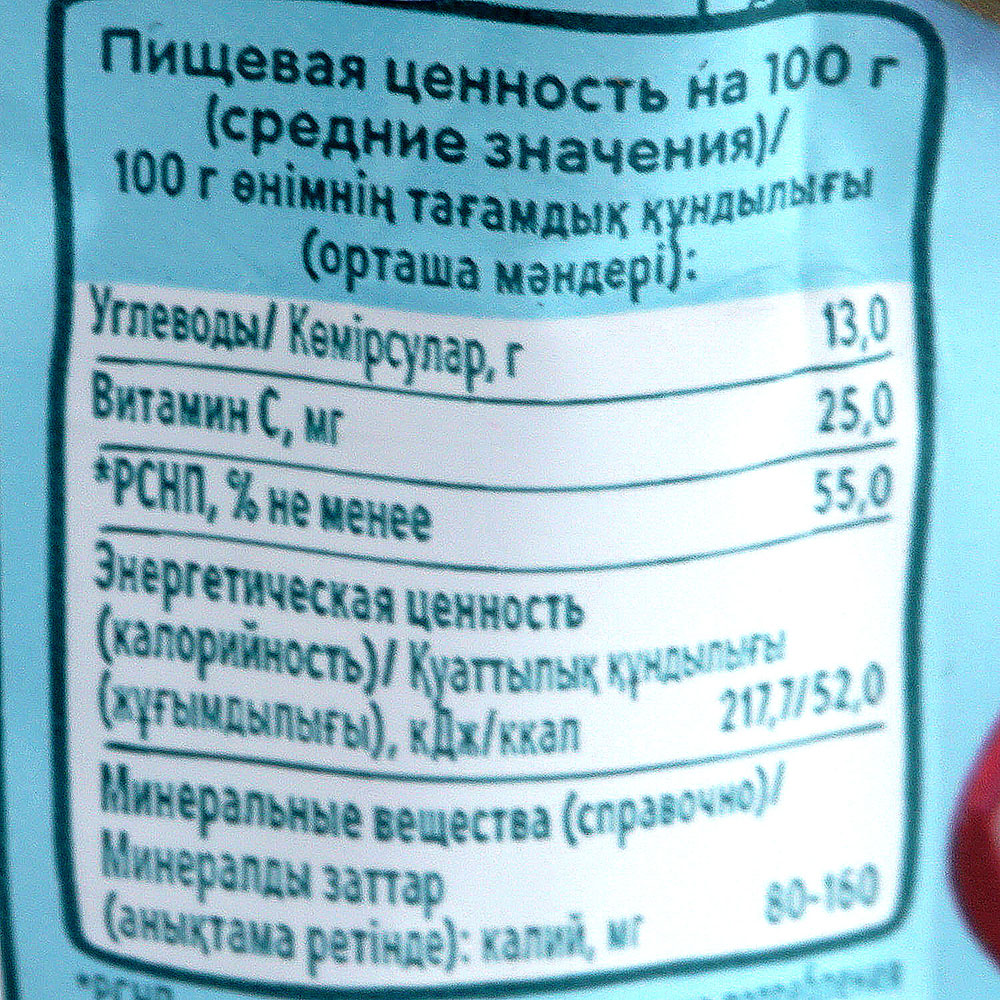 Пищевая ценность на 100 г
(средние значения)/
100 г өнімнің тағамдық құндылығы
(орташа мәндері):
Углеводы/ Көмірсулар, г 13,0
Витамин С, мг 25,0
*РСНП, % не менее 55,0
Энергетическая ценность
(калорийность)/ Қуаттылық құндылығы
(жұғымдылығы), кДж/ккал 217,7/52,0
Минеральные вещества (справочно)/
Минералды заттар
(анықтама ретінде): калий, мг 80-160
*РСНП